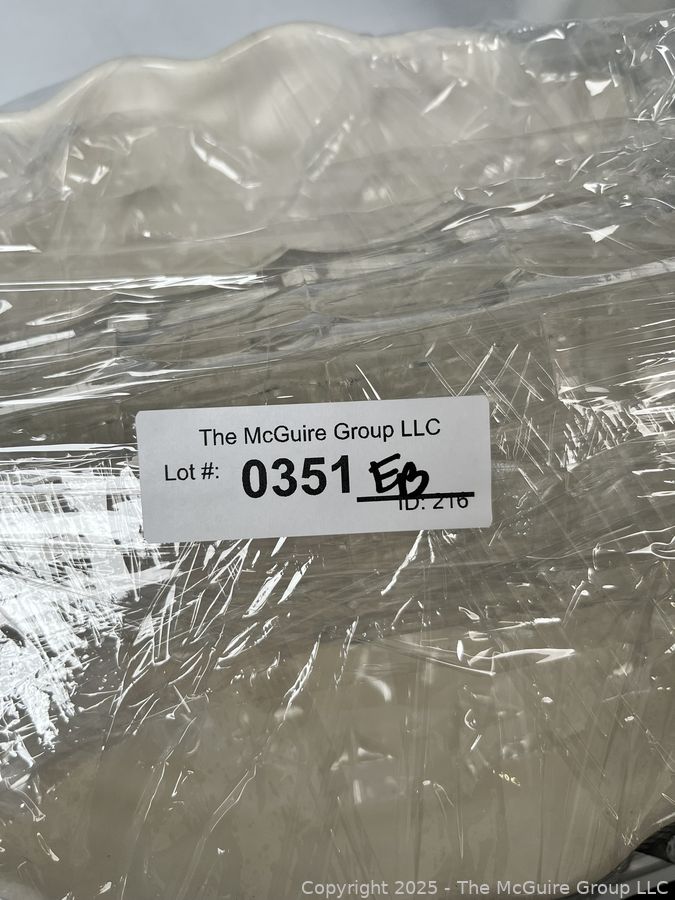 The McGuire Group LLC
Lot #: 0351 EB
ID: 216
Copyright 2025 - The McGuire Group LLC